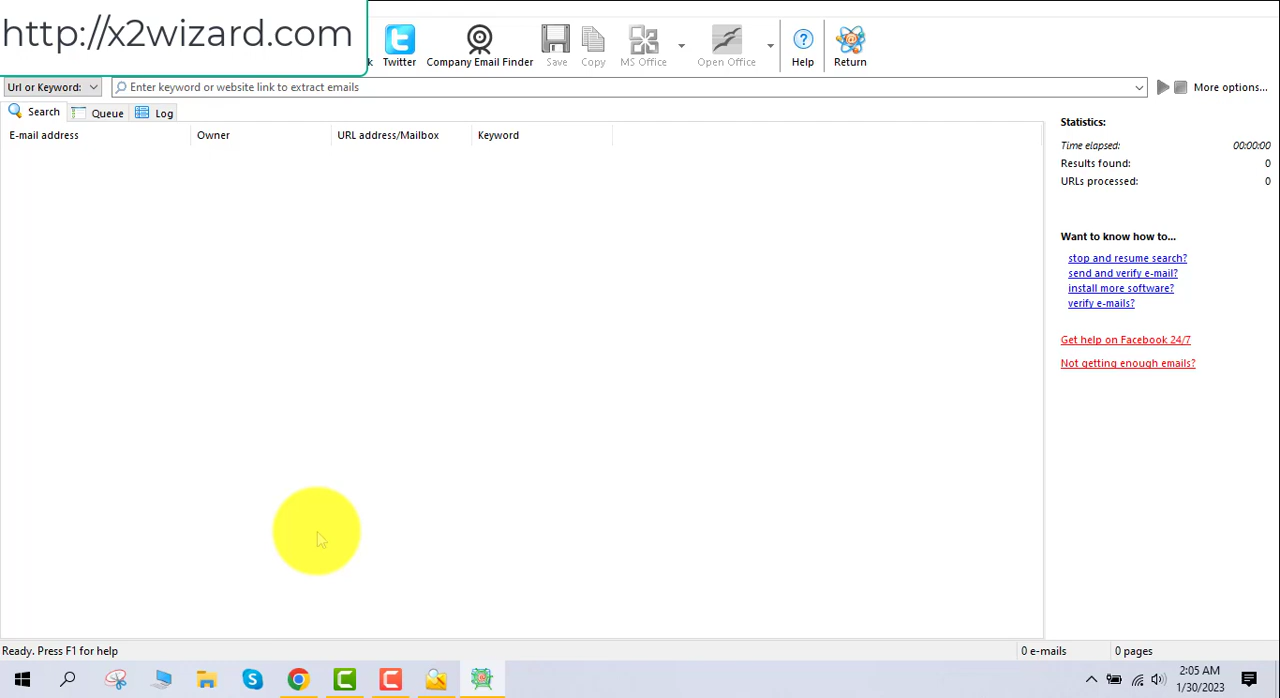 http://x2wizard.com
k Twitter Company Email Finder Save Copy MS Office Open Office Help Return
Url or Keyword: Enter keyword or website link to extract emails More options...
Search Queue Log
E-mail address Owner URL address/Mailbox Keyword
Statistics:
Time elapsed: 00:00:00
Results found: 0
URLs processed: 0
Want to know how to...
stop and resume search?
send and verify e-mail?
install more software?
verify e-mails?
Get help on Facebook 24/7
Not getting enough emails?
Ready. Press F1 for help 0 e-mails 0 pages
2:05 AM
1/30/2023